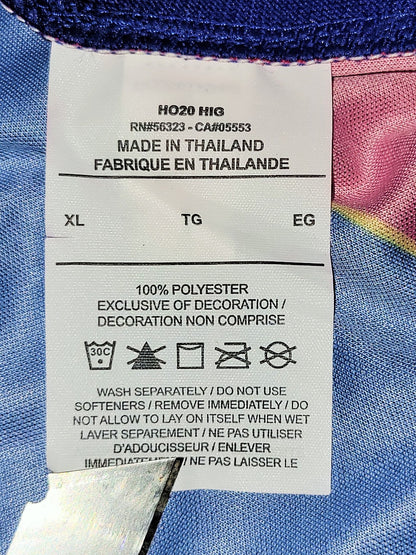 HO20 HIG
RN#56323 - CA#05553
MADE IN THAILAND
FABRIQUE EN THAILANDE
XL TG EG
100% POLYESTER
EXCLUSIVE OF DECORATION /
DECORATION NON COMPRISE
30C
WASH SEPARATELY / DO NOT USE
SOFTENERS / REMOVE IMMEDIATELY / DO
NOT ALLOW TO LAY ON ITSELF WHEN WET
LAVER SEPAREMENT / NE PAS UTILISER
D'ADOUCISSEUR / ENLEVER
IMMEDIATEMENT / NE PAS LAISSER LE